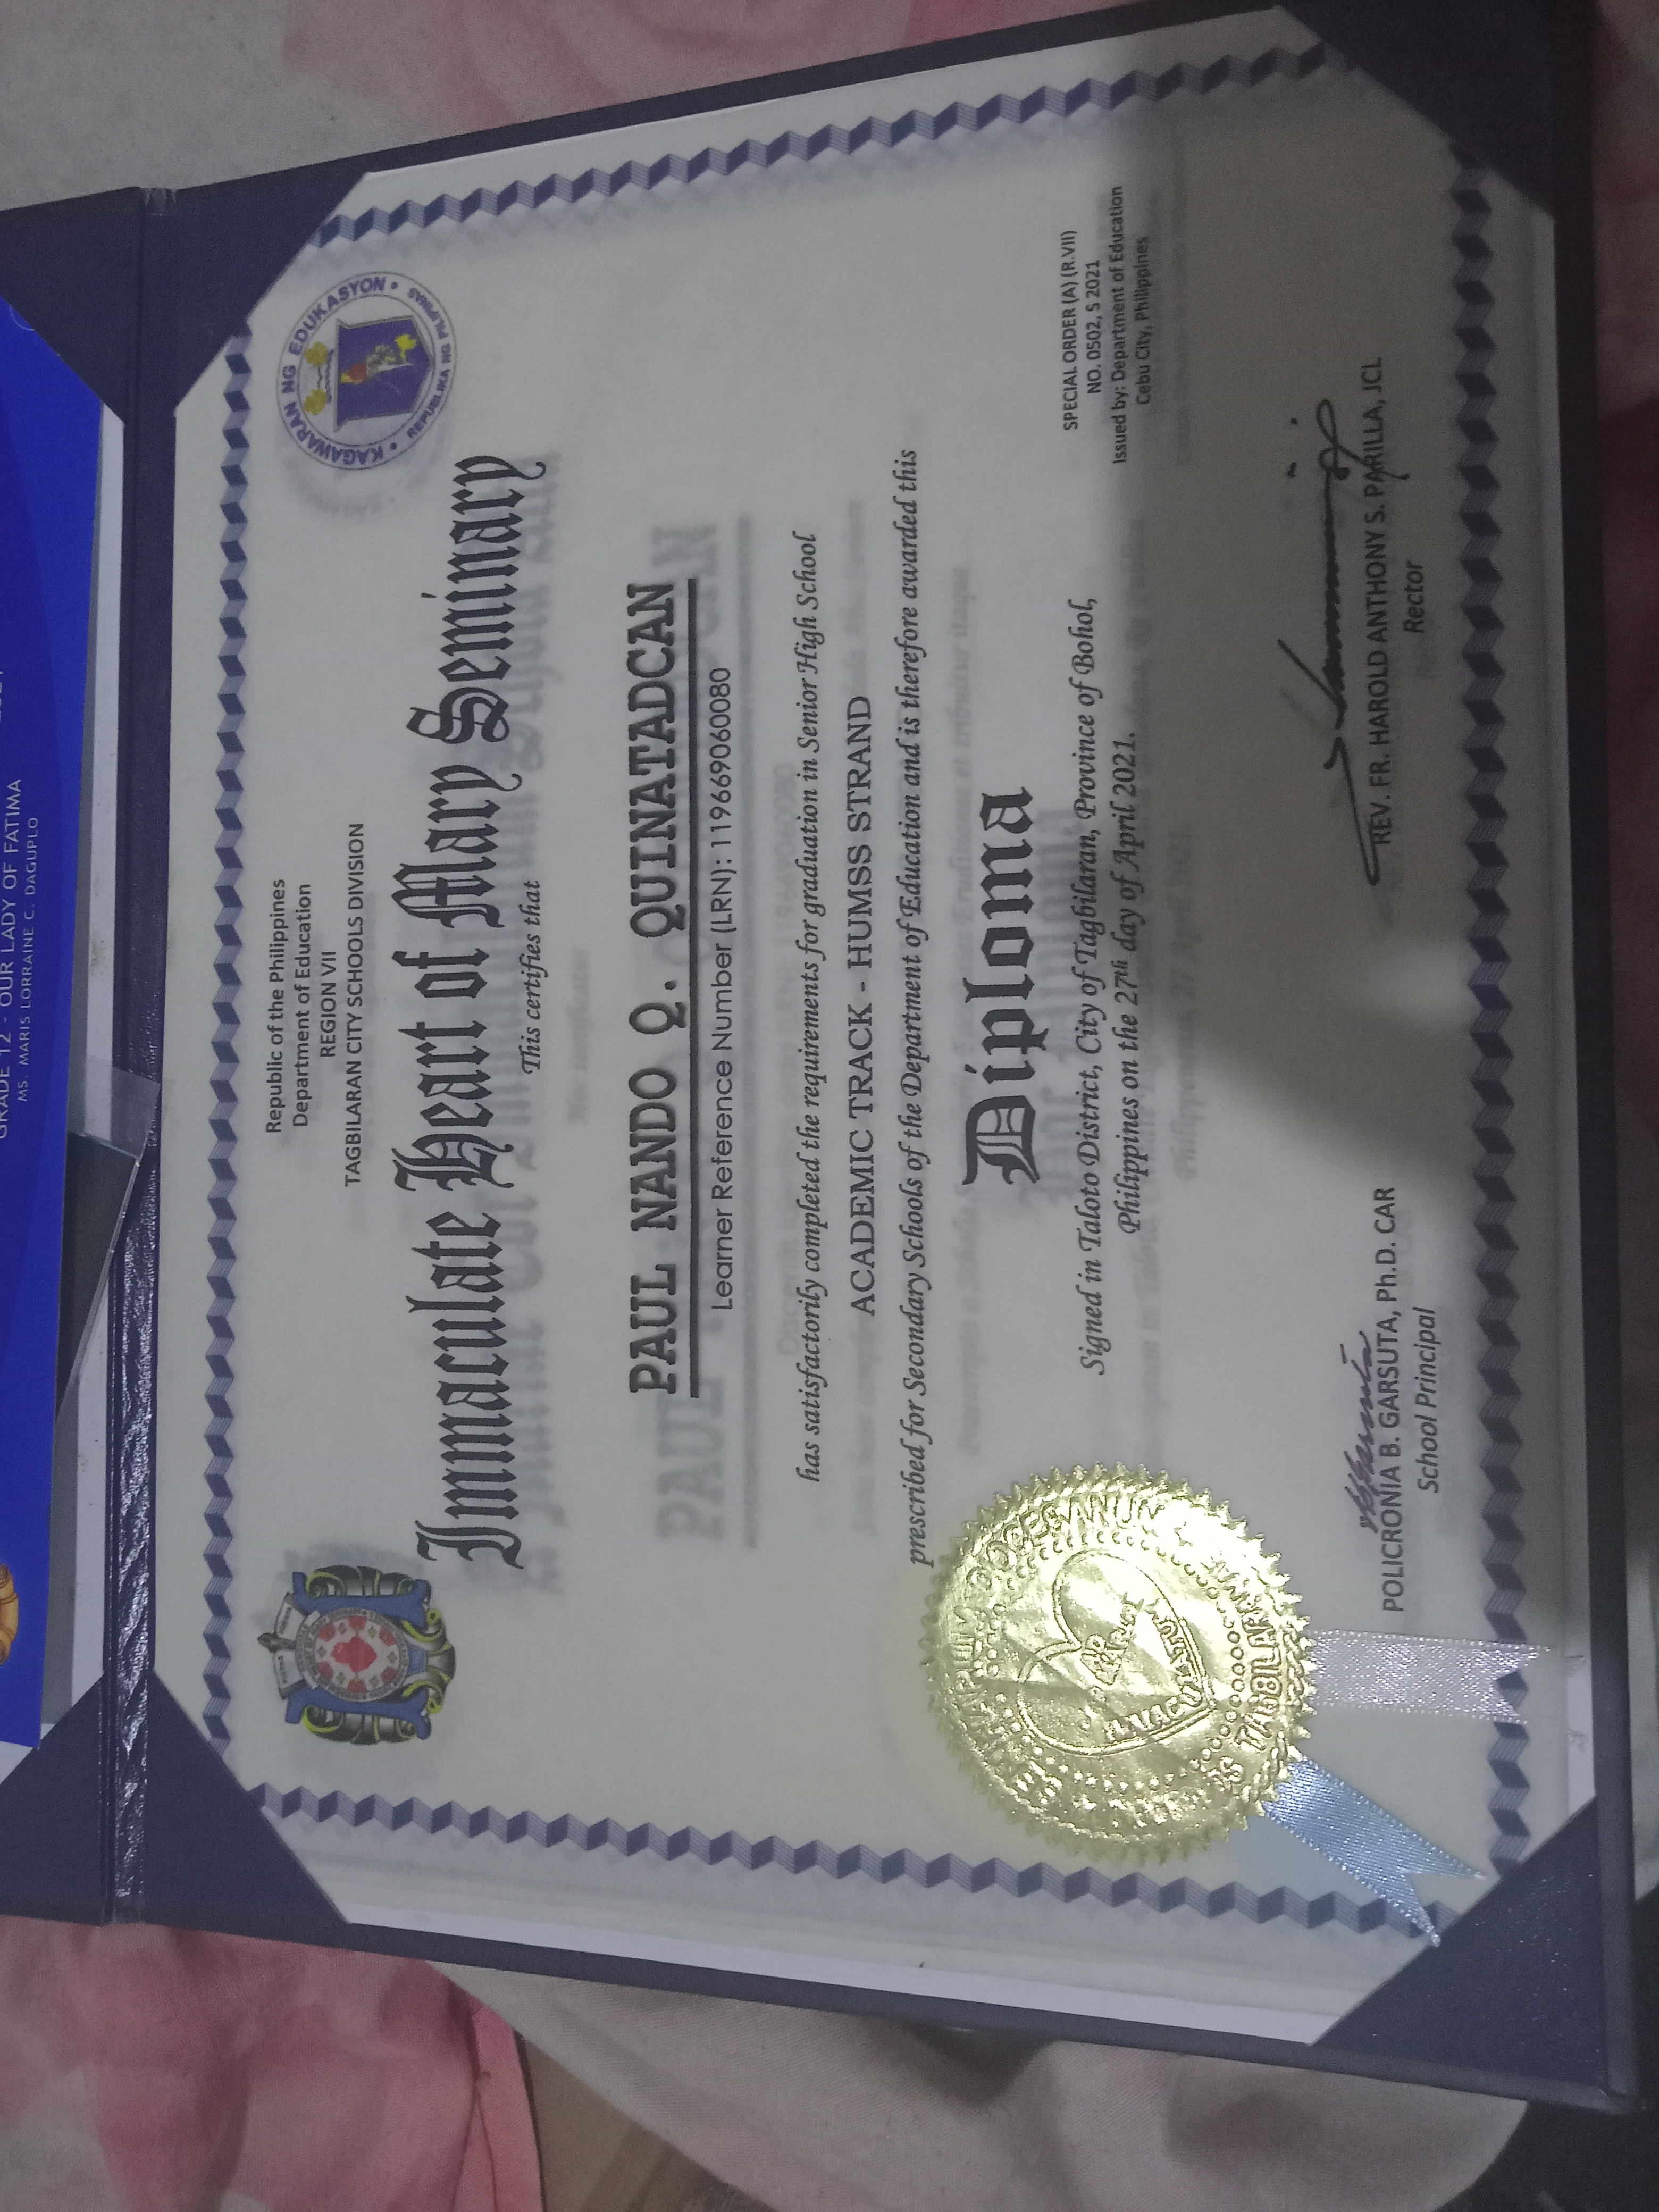 GRADE 12 - OUR LADY OF FATIMA
MS. MARIS LORRAINE C. DAGUPLO
Republic of the Philippines
Department of Education
REGION VII
TAGBILARAN CITY SCHOOLS DIVISION
KAGAWARAN NG EDUKASYON
REPUBLIKA NG PILIPINAS
Immaculate Heart of Mary Seminary
This certifies that
PAUL NANDO Q. QUINATADCAN
Learner Reference Number (LRN): 119669060080
has satisfactorily completed the requirements for graduation in Senior High School
ACADEMIC TRACK - HUMSS STRAND
prescribed for Secondary Schools of the Department of Education and is therefore awarded this
Diploma
Signed in Taloto District, City of Tagbilaran, Province of Bohol,
Philippines on the 27th day of April 2021.
SPECIAL ORDER (A) (R.VII)
NO. 0502, S 2021
Issued by: Department of Education
Cebu City, Philippines
POLICRONIA B. GARSUTA, Ph.D. CAR
School Principal
REV. FR. HAROLD ANTHONY S. PARILLA, JCL
Rector